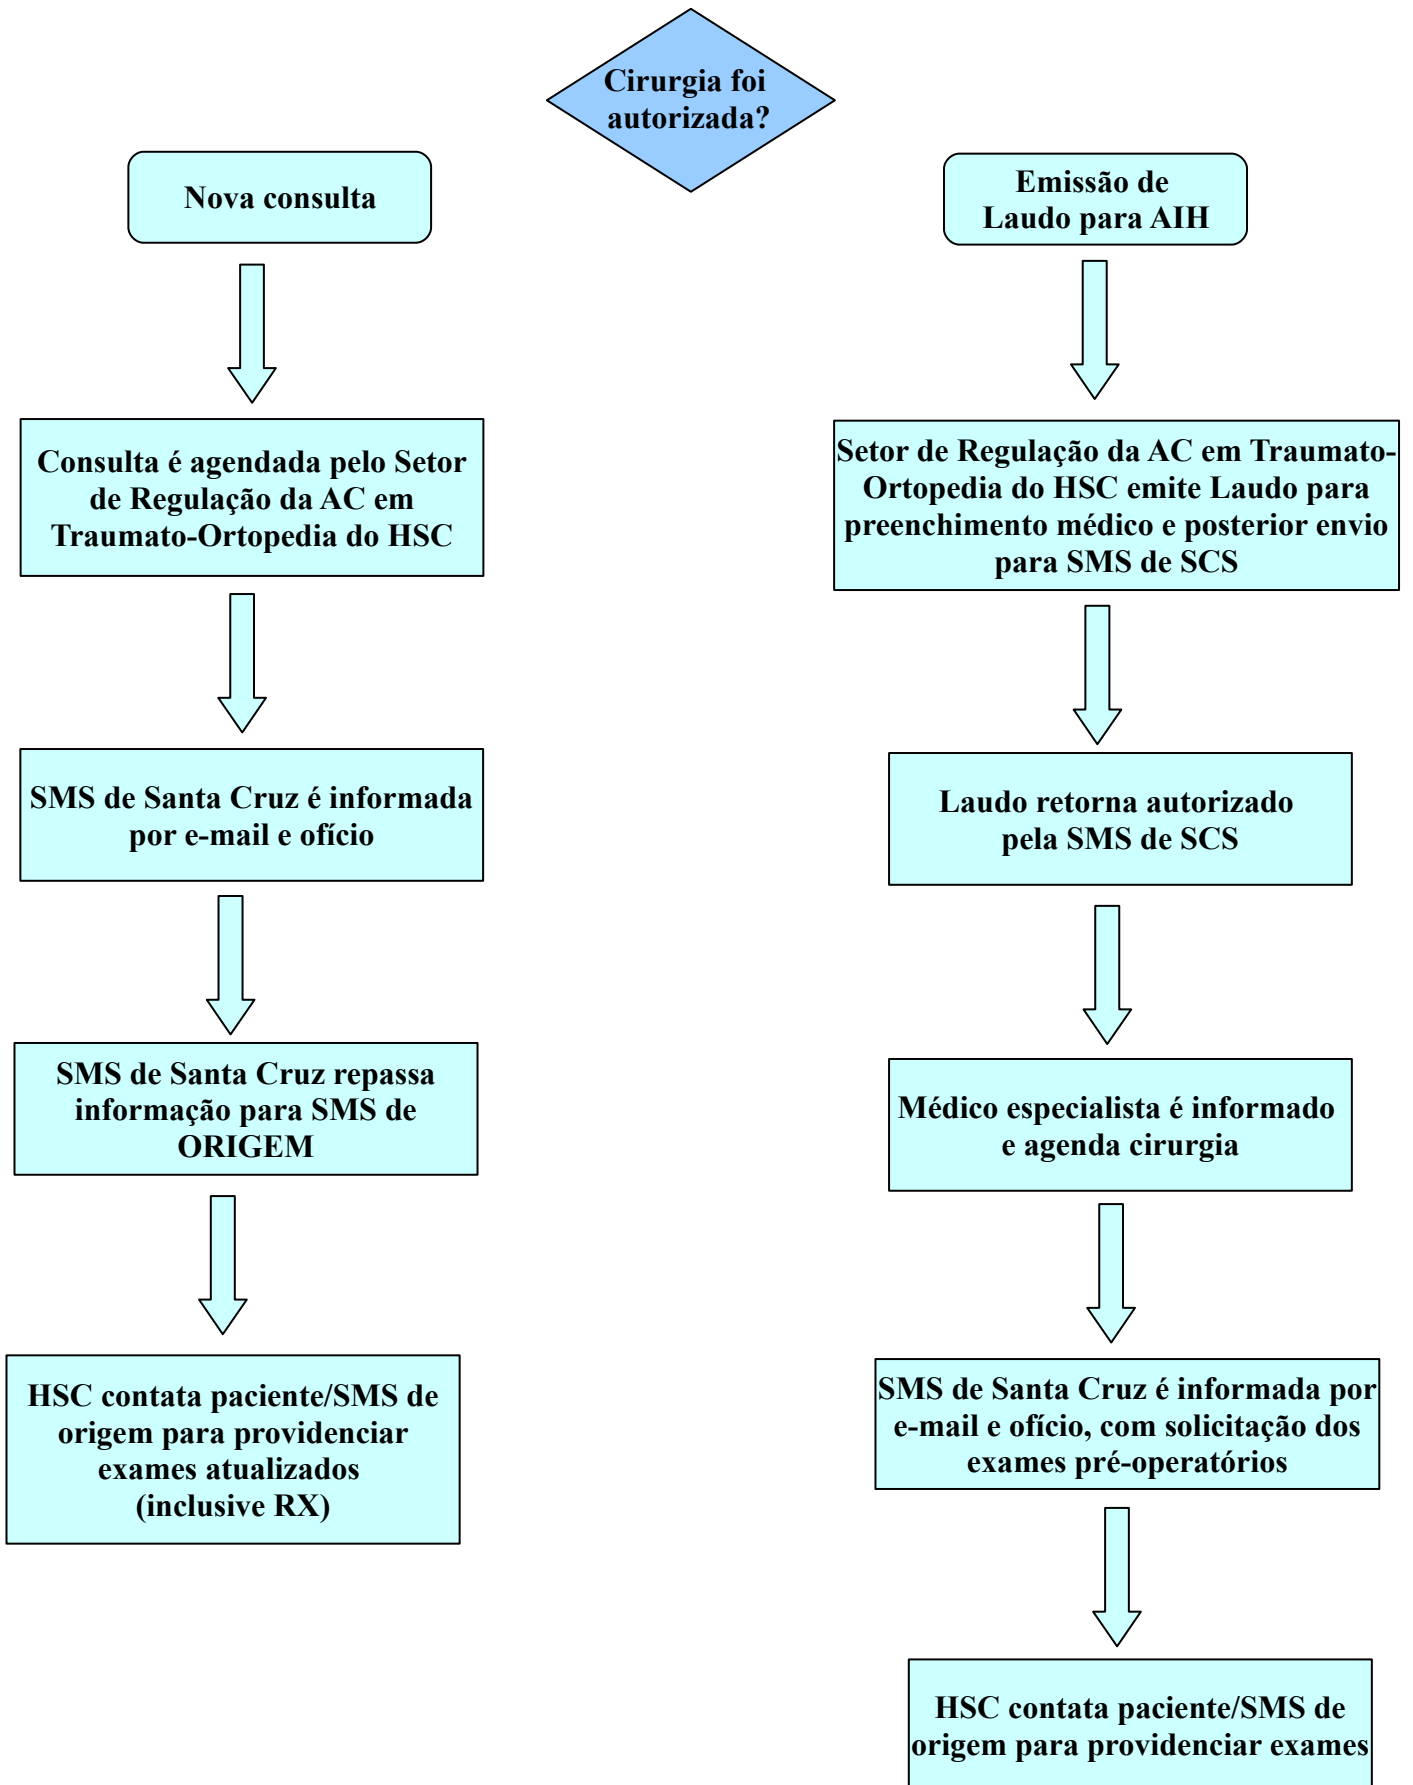 Cirurgia foi
autorizada?
Nova consulta
Consulta é agendada pelo Setor
de Regulação da AC em
Traumato-Ortopedia do HSC
SMS de Santa Cruz é informada
por e-mail e ofício
SMS de Santa Cruz repassa
informação para SMS de
ORIGEM
HSC contata paciente/SMS de
origem para providenciar
exames atualizados
(inclusive RX)
Emissão de
Laudo para AIH
Setor de Regulação da AC em Traumato-
Ortopedia do HSC emite Laudo para
preenchimento médico e posterior envio
para SMS de SCS
Laudo retorna autorizado
pela SMS de SCS
Médico especialista é informado
e agenda cirurgia
SMS de Santa Cruz é informada por
e-mail e ofício, com solicitação dos
exames pré-operatórios
HSC contata paciente/SMS de
origem para providenciar exames